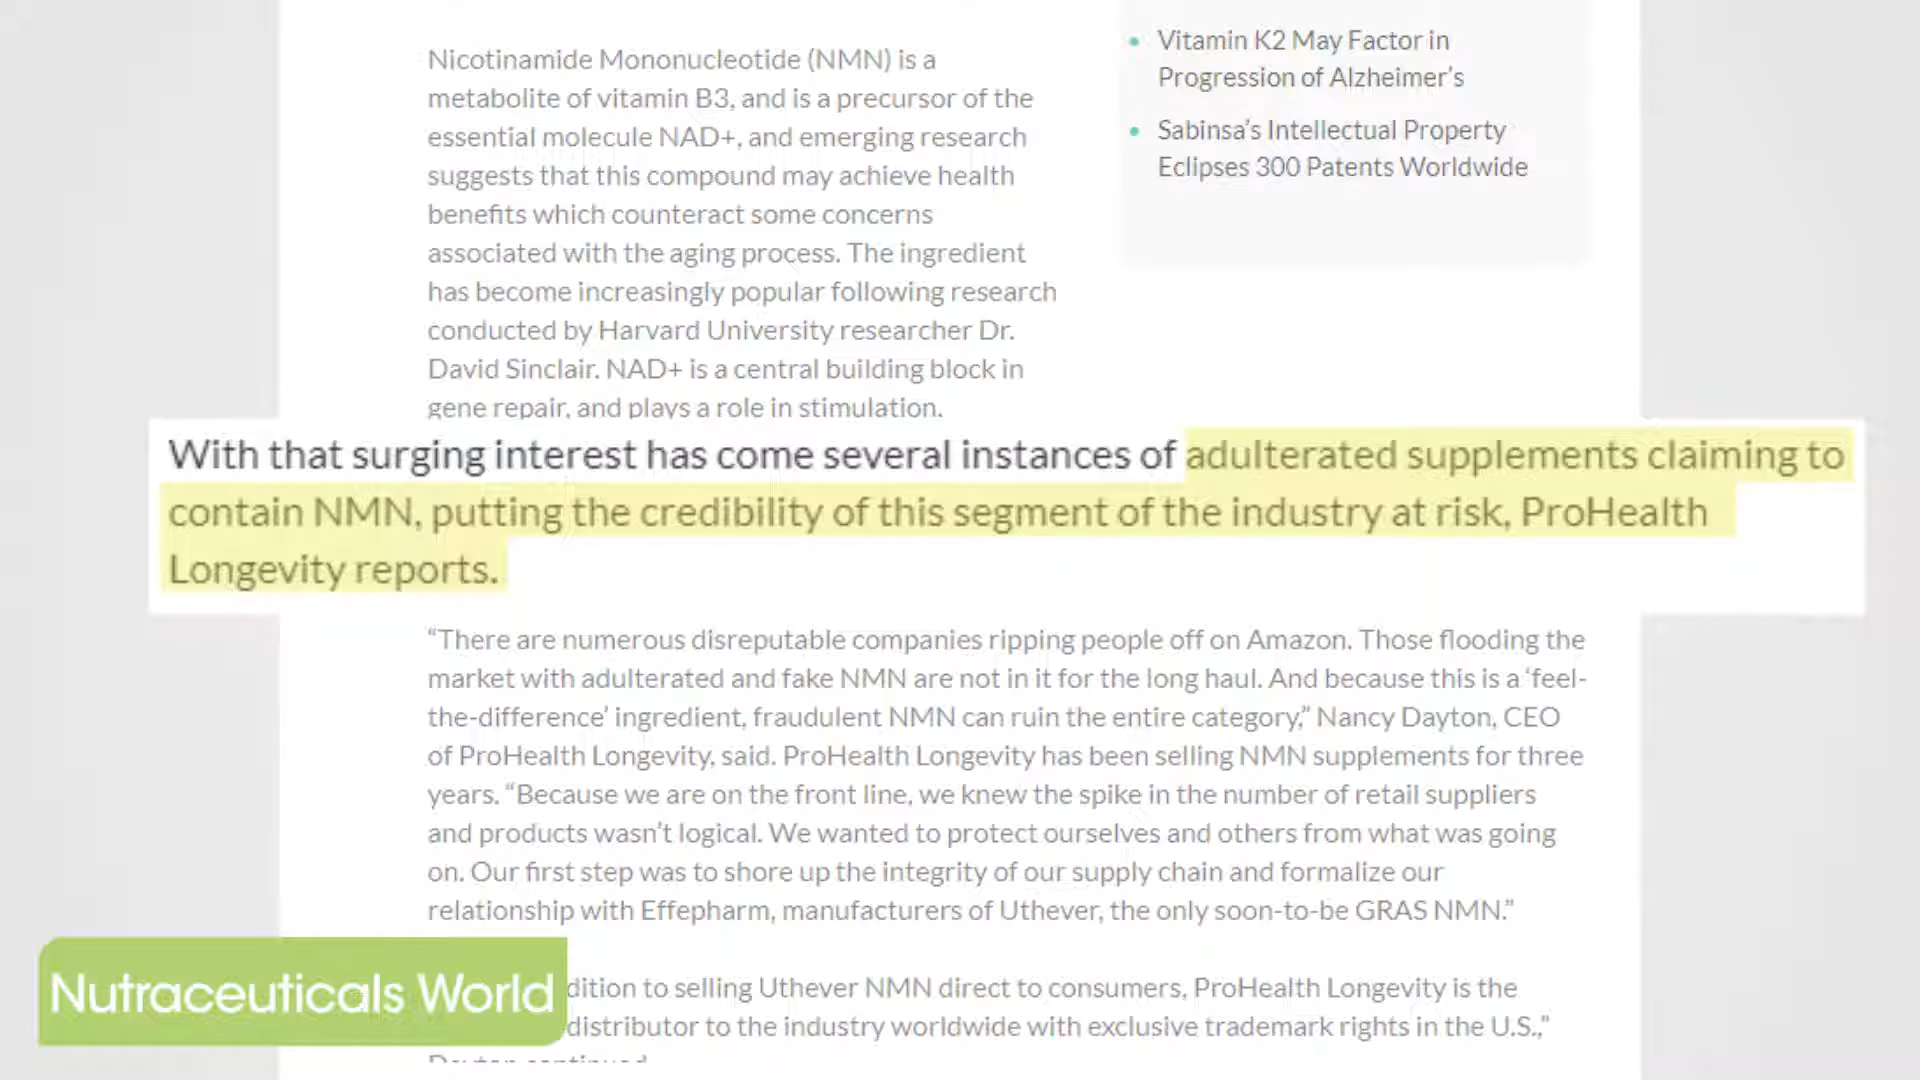 Nicotinamide Mononucleotide (NMN) is a
metabolite of vitamin B3, and is a precursor of the
essential molecule NAD+, and emerging research
suggests that this compound may achieve health
benefits which counteract some concerns
associated with the aging process. The ingredient
has become increasingly popular following research
conducted by Harvard University researcher Dr.
David Sinclair. NAD+ is a central building block in
gene repair, and plays a role in stimulation.
• Vitamin K2 May Factor in
Progression of Alzheimer’s
• Sabinsa’s Intellectual Property
Eclipses 300 Patents Worldwide
With that surging interest has come several instances of adulterated supplements claiming to
contain NMN, putting the credibility of this segment of the industry at risk, ProHealth
Longevity reports.
“There are numerous disreputable companies ripping people off on Amazon. Those flooding the
market with adulterated and fake NMN are not in it for the long haul. And because this is a ‘feel-
the-difference’ ingredient, fraudulent NMN can ruin the entire category,” Nancy Dayton, CEO
of ProHealth Longevity, said. ProHealth Longevity has been selling NMN supplements for three
years. “Because we are on the front line, we knew the spike in the number of retail suppliers
and products wasn’t logical. We wanted to protect ourselves and others from what was going
on. Our first step was to shore up the integrity of our supply chain and formalize our
relationship with Effepharm, manufacturers of Uthever, the only soon-to-be GRAS NMN.”
dition to selling Uthever NMN direct to consumers, ProHealth Longevity is the
distributor to the industry worldwide with exclusive trademark rights in the U.S.,”
Dayton continued
Nutraceuticals World